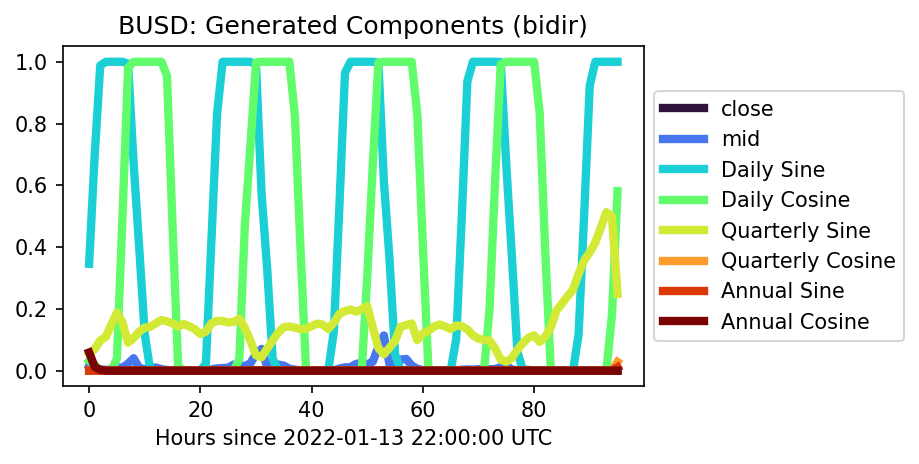 BUSD: Generated Components (bidir)
1.0
0.8
0.6
0.4
0.2
0.0
0 20 40 60 80
Hours since 2022-01-13 22:00:00 UTC
close
mid
Daily Sine
Daily Cosine
Quarterly Sine
Quarterly Cosine
Annual Sine
Annual Cosine